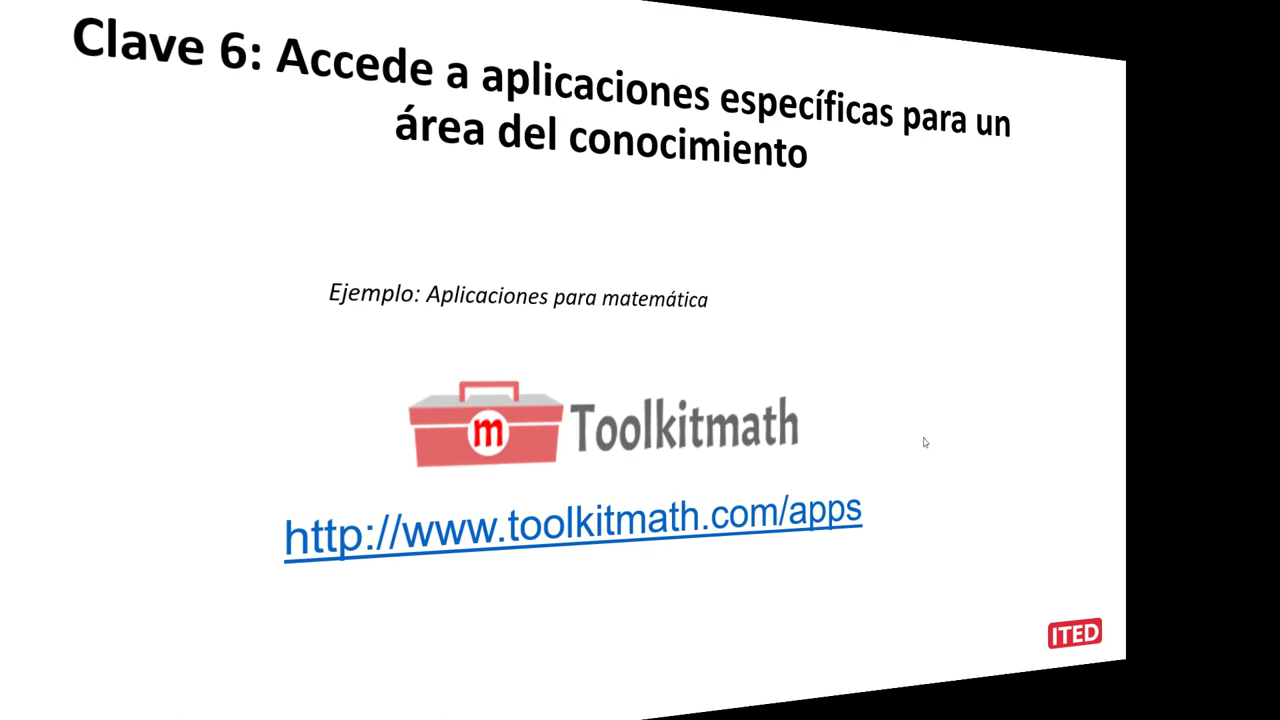 Clave 6: Accede a aplicaciones específicas para un
área del conocimiento
Ejemplo: Aplicaciones para matemática
m Toolkitmath
http://www.toolkitmath.com/apps
ITED